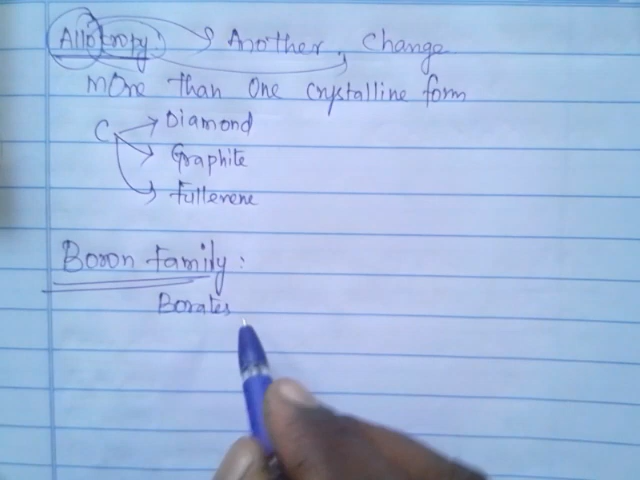 Allotropy: Another, Change
more than one crystalline form
C Diamond
Graphite
Fullerene
Boron family:
Borates